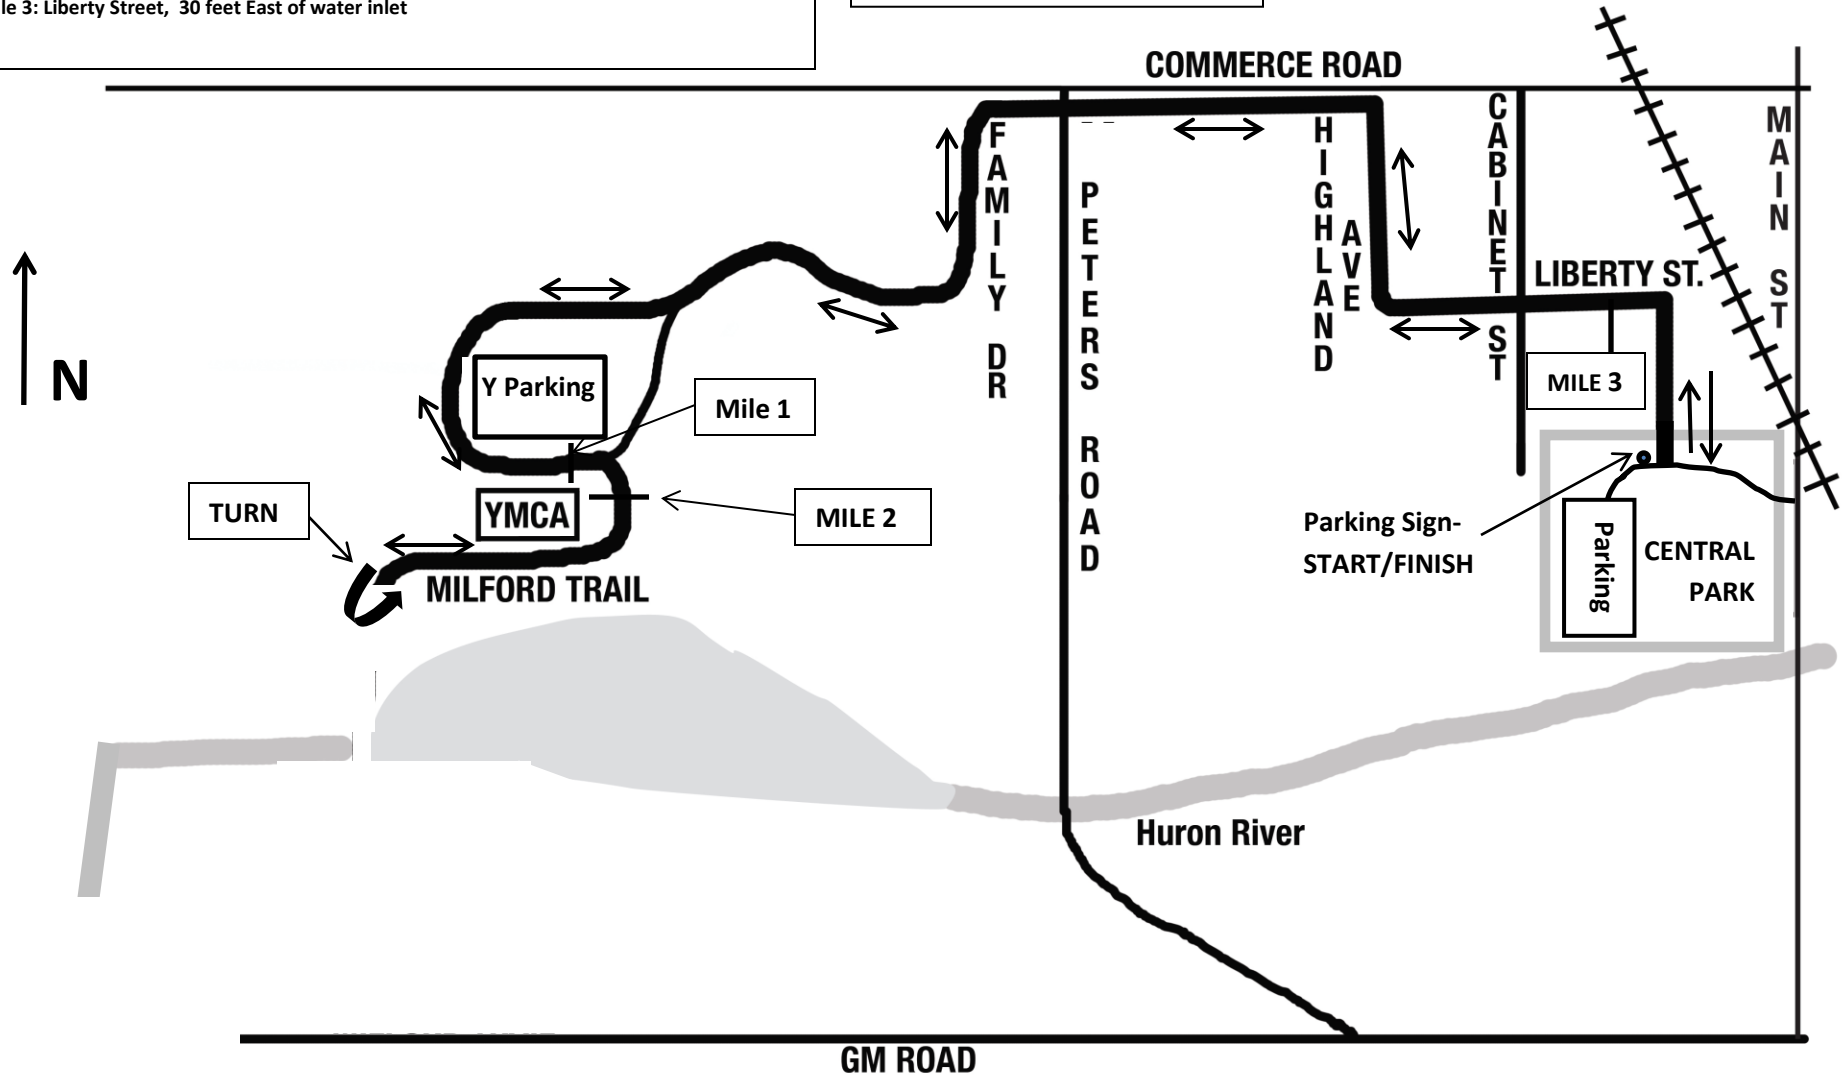 le 3: Liberty Street, 30 feet East of water inlet
COMMERCE ROAD
FAMILY DR
PETERS ROAD
HIGHLAND
AVE
CABINET ST
MAIN ST
LIBERTY ST.
N
Y Parking
Mile 1
MILE 3
TURN
YMCA
MILE 2
Parking Sign-
START/FINISH
Parking
CENTRAL
PARK
MILFORD TRAIL
Huron River
GM ROAD